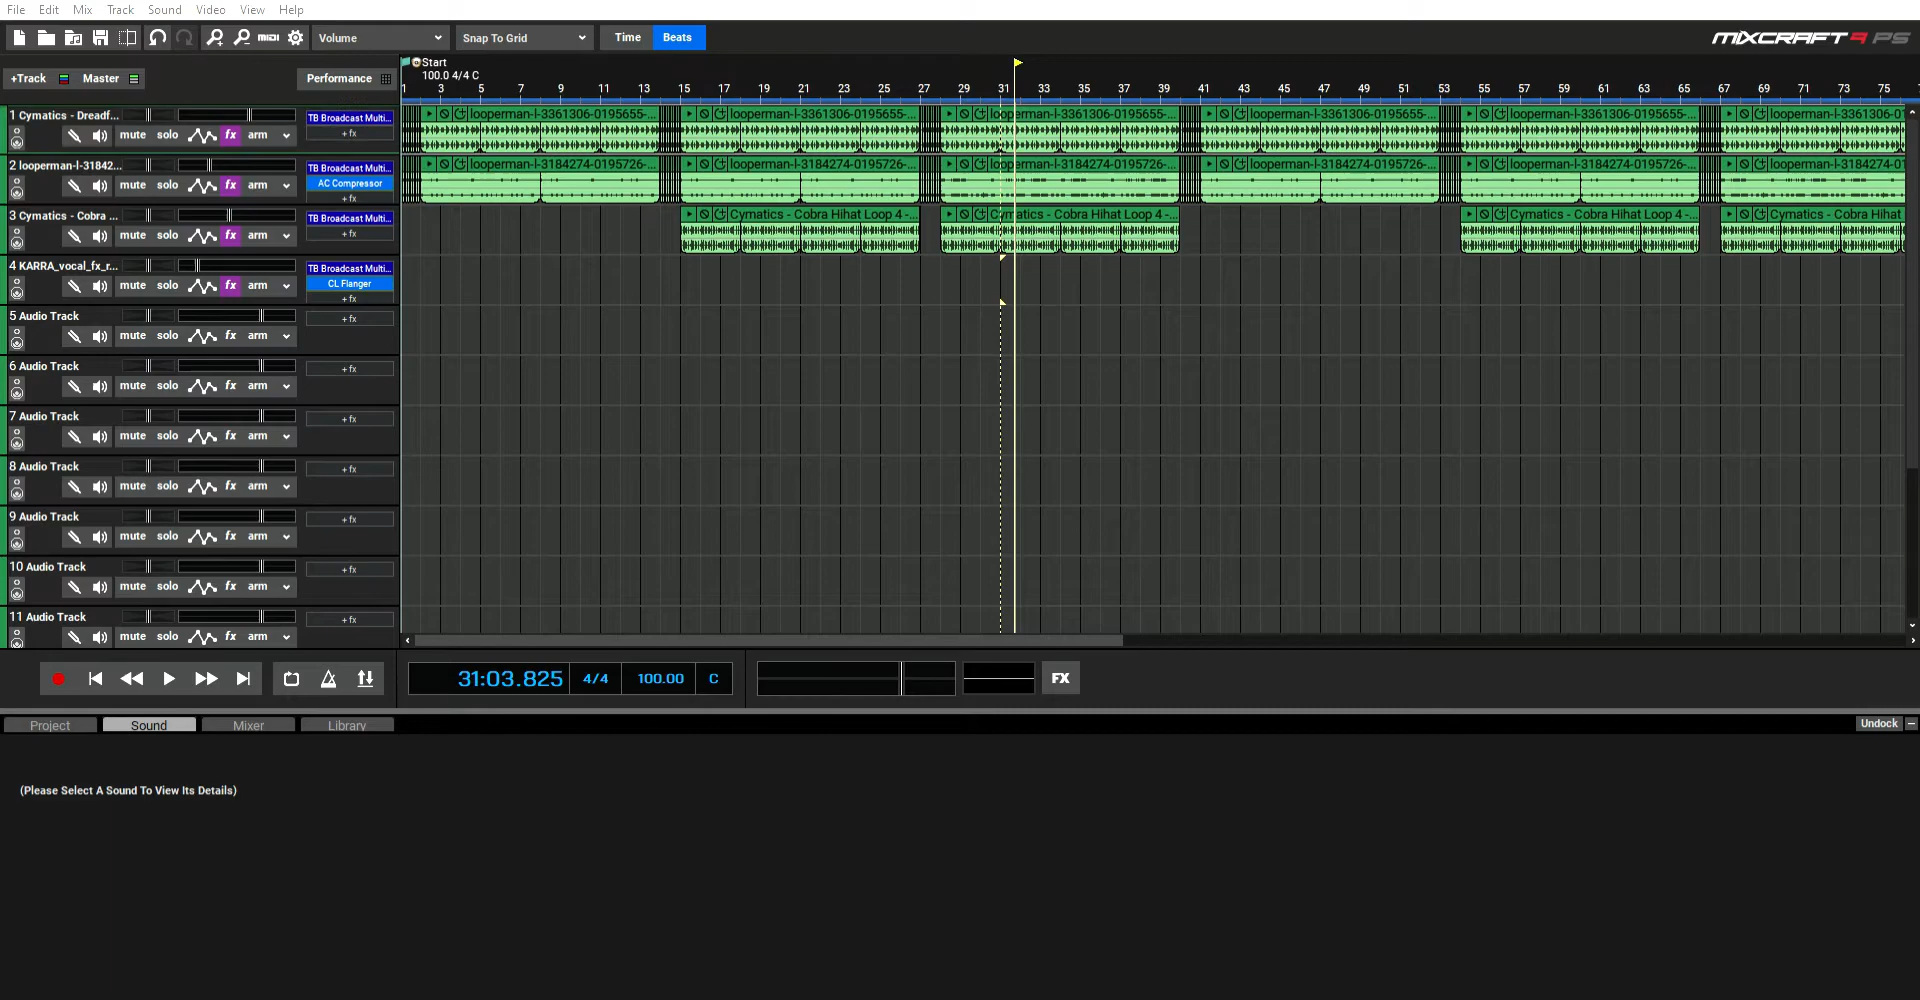 File Edit Mix Track Sound Video View Help
Volume Snap To Grid Time Beats MIXCRAFT 9 PS
+Track Master Performance
Start
100.0 4/4 C
1 3 5 7 9 11 13 15 17 19 21 23 25 27 29 31 33 35 37 39 41 43 45 47 49 51 53 55 57 59 61 63 65 67 69 71 73 75
1 Cymatics - Dreadf... TB Broadcast Multi... looperman-l-3361306-0195655-... looperman-l-3361306-0195655-... looperman-l-3361306-0195655-... looperman-l-3361306-0195655-... looperman-l-3361306-0195655-... looperman-l-3361306-01
mute solo fx arm + fx
2 looperman-l-31842... TB Broadcast Multi... looperman-l-3184274-0195726-... looperman-l-3184274-0195726-... looperman-l-3184274-0195726-... looperman-l-3184274-0195726-... looperman-l-3184274-0195726-... looperman-l-3184274-01
mute solo fx arm AC Compressor
+ fx
3 Cymatics - Cobra ... TB Broadcast Multi... Cymatics - Cobra Hihat Loop 4 -... Cymatics - Cobra Hihat Loop 4 -... Cymatics - Cobra Hihat Loop 4 -... Cymatics - Cobra Hihat
mute solo fx arm + fx
4 KARRA_vocal_fx_r... TB Broadcast Multi...
mute solo fx arm CL Flanger
+ fx
5 Audio Track + fx
mute solo fx arm
6 Audio Track + fx
mute solo fx arm
7 Audio Track + fx
mute solo fx arm
8 Audio Track + fx
mute solo fx arm
9 Audio Track + fx
mute solo fx arm
10 Audio Track + fx
mute solo fx arm
11 Audio Track + fx
mute solo fx arm
31:03.825 4/4 100.00 C FX
Project Sound Mixer Library Undock
(Please Select A Sound To View Its Details)